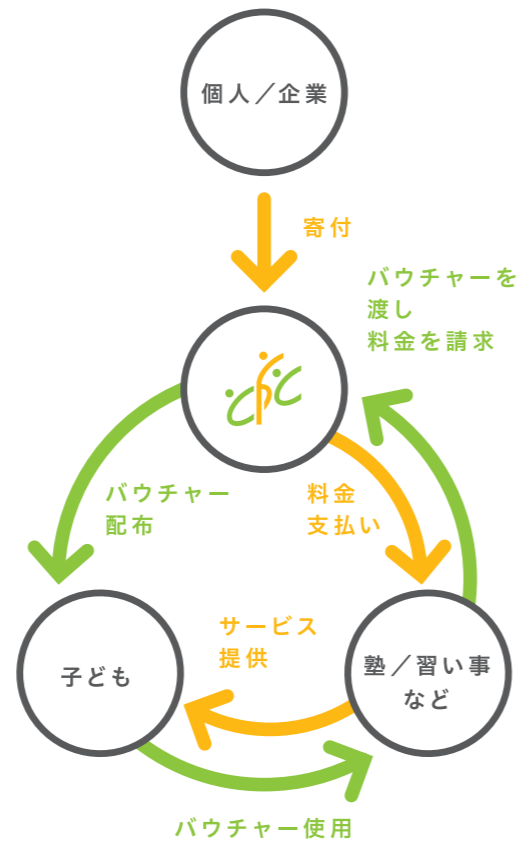 個人／企業
寄付
バウチャーを
渡し
料金を請求
chc
バウチャー
配布
料金
支払い
サービス
提供
子ども
塾／習い事
など
バウチャー使用